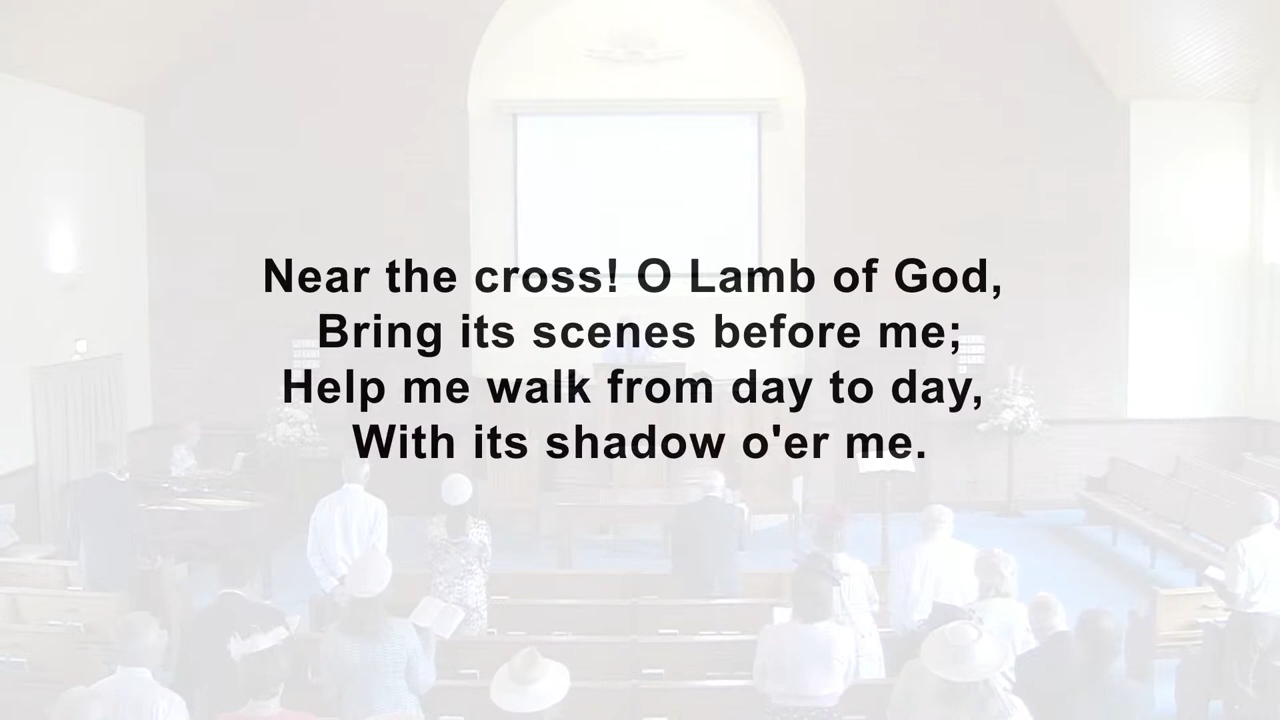 Near the cross! O Lamb of God,
Bring its scenes before me;
Help me walk from day to day,
With its shadow o'er me.